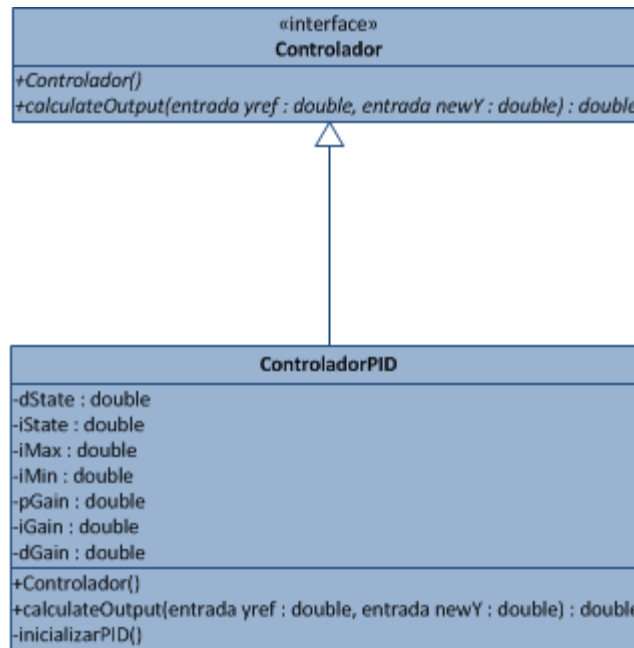 «interface»
Controlador
+Controlador()
+calculateOutput(entrada yref : double, entrada newY : double) : double
ControladorPID
-dState : double
-iState : double
-iMax : double
-iMin : double
-pGain : double
-iGain : double
-dGain : double
+Controlador()
+calculateOutput(entrada yref : double, entrada newY : double) : double
-inicializarPID()